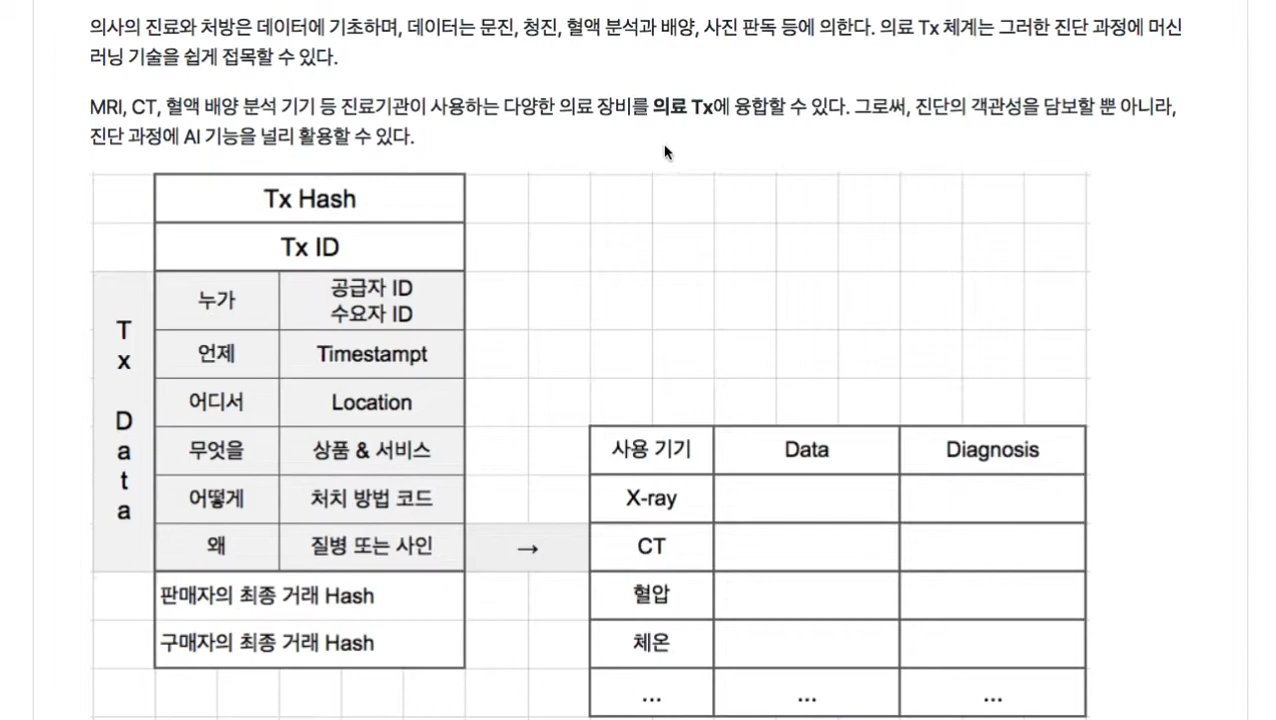 의사의 진료와 처방은 데이터에 기초하며, 데이터는 문진, 청진, 혈액 분석과 배양, 사진 판독 등에 의한다. 의료 Tx 체계는 그러한 진단 과정에 머신
러닝 기술을 쉽게 접목할 수 있다.
MRI, CT, 혈액 배양 분석 기기 등 진료기관이 사용하는 다양한 의료 장비를 의료 Tx에 융합할 수 있다. 그로써, 진단의 객관성을 담보할 뿐 아니라,
진단 과정에 AI 기능을 널리 활용할 수 있다.
Tx Hash
Tx ID
Tx Data
누가 공급자 ID
수요자 ID
언제 Timestampt
어디서 Location
무엇을 상품 & 서비스
어떻게 처치 방법 코드
왜 질병 또는 사인 →
판매자의 최종 거래 Hash
구매자의 최종 거래 Hash
사용 기기 Data Diagnosis
X-ray
CT
혈압
체온
... ... ...